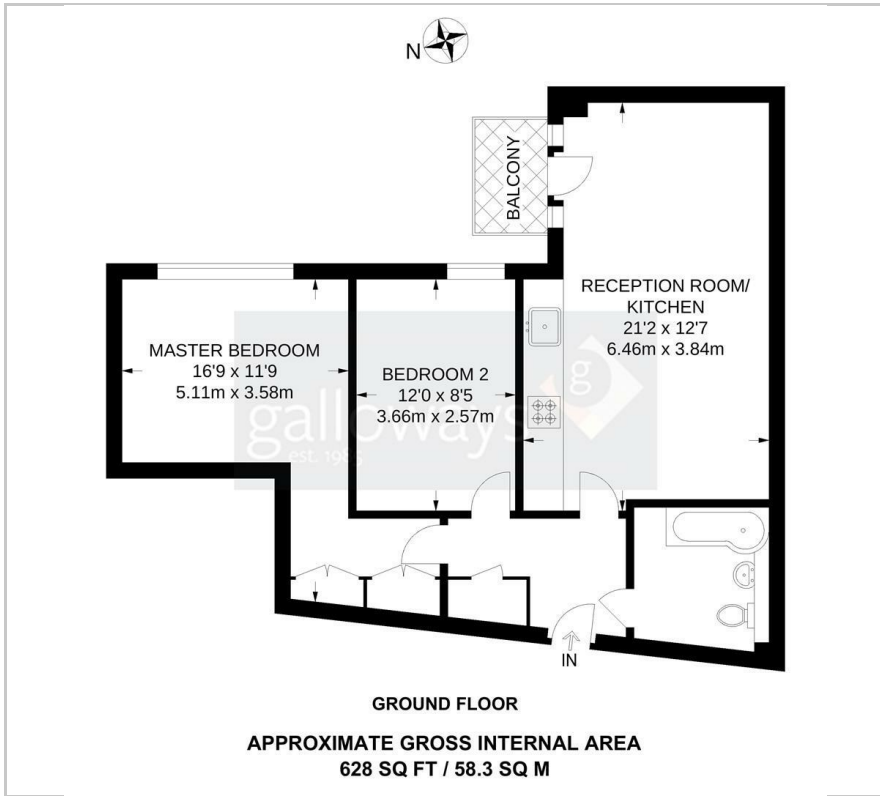 N
BALCONY
RECEPTION ROOM/
KITCHEN
21'2 x 12'7
6.46m x 3.84m
MASTER BEDROOM
16'9 x 11'9
5.11m x 3.58m
BEDROOM 2
12'0 x 8'5
3.66m x 2.57m
g
galloways
est. 1985
IN
GROUND FLOOR
APPROXIMATE GROSS INTERNAL AREA
628 SQ FT / 58.3 SQ M